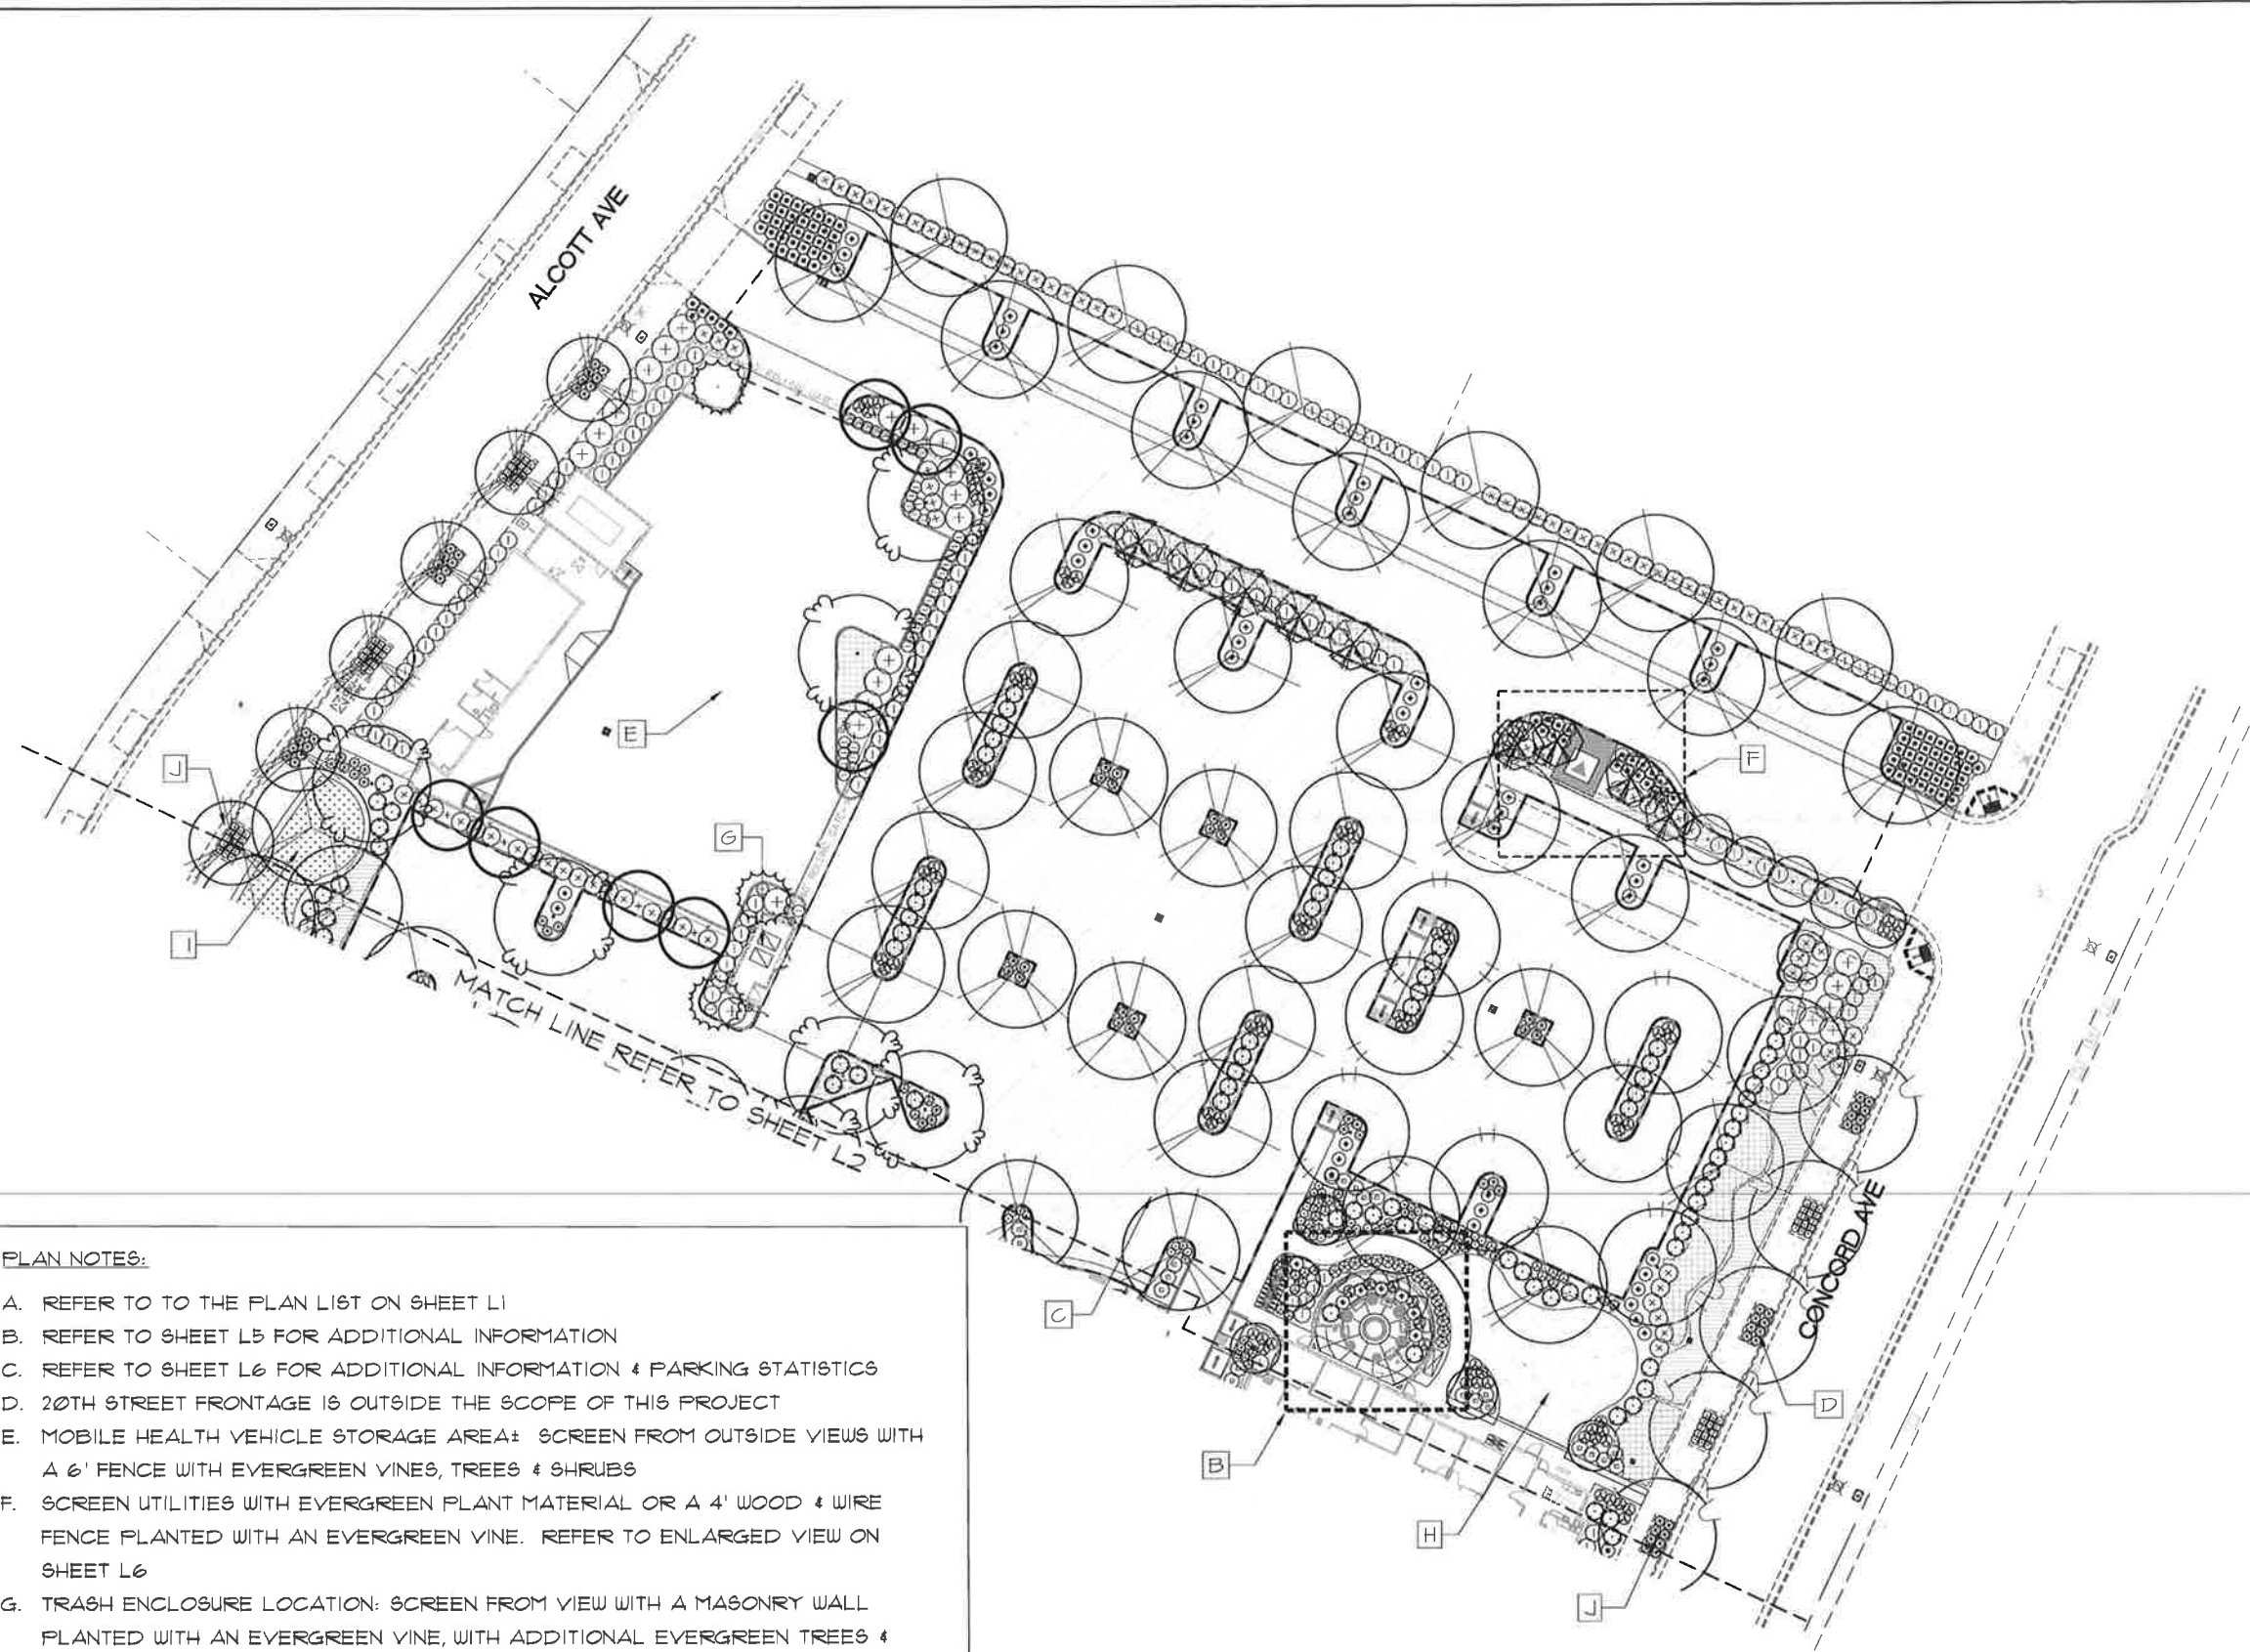 ALCOTT AVE
E
F
J
G
I
MATCH LINE REFER TO SHEET L2
CONCORD AVE
C
D
B
H
J
PLAN NOTES:
A. REFER TO TO THE PLAN LIST ON SHEET L1
B. REFER TO SHEET L5 FOR ADDITIONAL INFORMATION
C. REFER TO SHEET L6 FOR ADDITIONAL INFORMATION & PARKING STATISTICS
D. 20TH STREET FRONTAGE IS OUTSIDE THE SCOPE OF THIS PROJECT
E. MOBILE HEALTH VEHICLE STORAGE AREA± SCREEN FROM OUTSIDE VIEWS WITH
A 6' FENCE WITH EVERGREEN VINES, TREES & SHRUBS
F. SCREEN UTILITIES WITH EVERGREEN PLANT MATERIAL OR A 4' WOOD & WIRE
FENCE PLANTED WITH AN EVERGREEN VINE. REFER TO ENLARGED VIEW ON
SHEET L6
G. TRASH ENCLOSURE LOCATION: SCREEN FROM VIEW WITH A MASONRY WALL
PLANTED WITH AN EVERGREEN VINE, WITH ADDITIONAL EVERGREEN TREES &